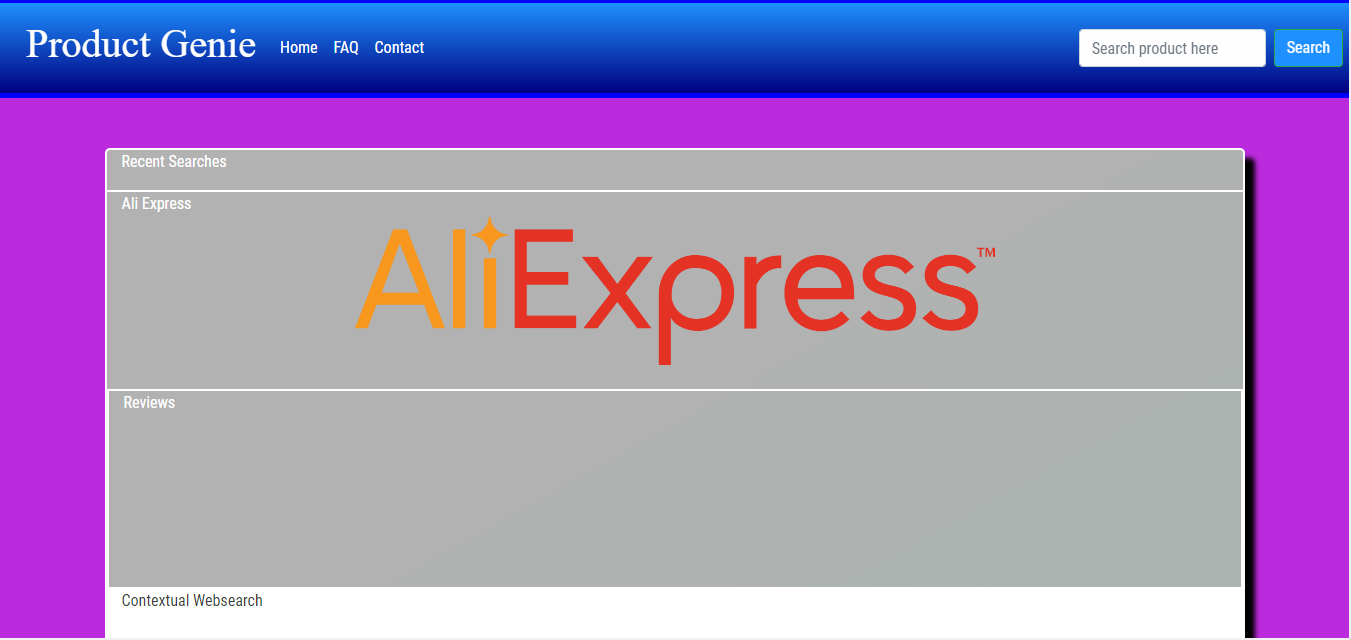 Product Genie Home FAQ Contact Search product here Search
Recent Searches
Ali Express
AliExpress™
Reviews
Contextual Websearch